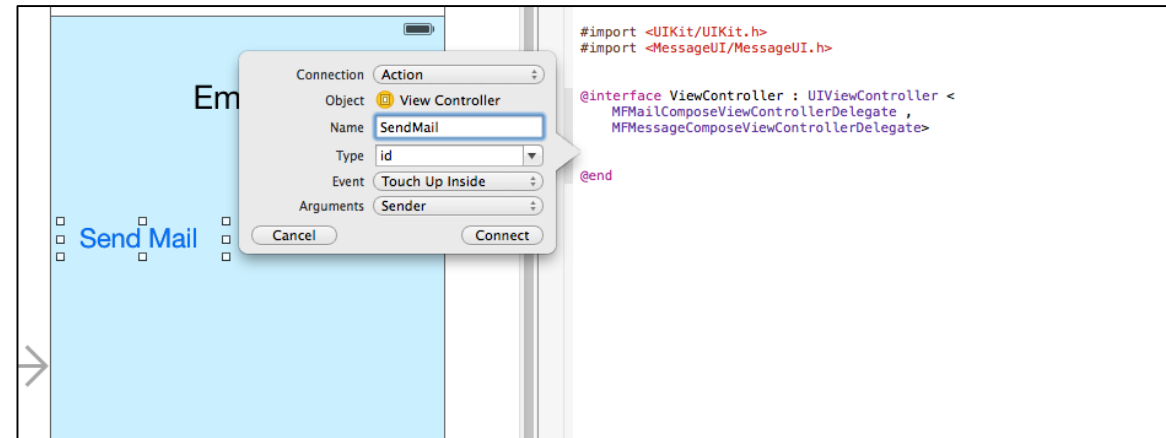 Em
Connection Action
Object View Controller
Name SendMail
Type id
Event Touch Up Inside
Arguments Sender
Cancel Connect
Send Mail
#import <UIKit/UIKit.h>
#import <MessageUI/MessageUI.h>
@interface ViewController : UIViewController <
MFMailComposeViewControllerDelegate ,
MFMessageComposeViewControllerDelegate>
@end